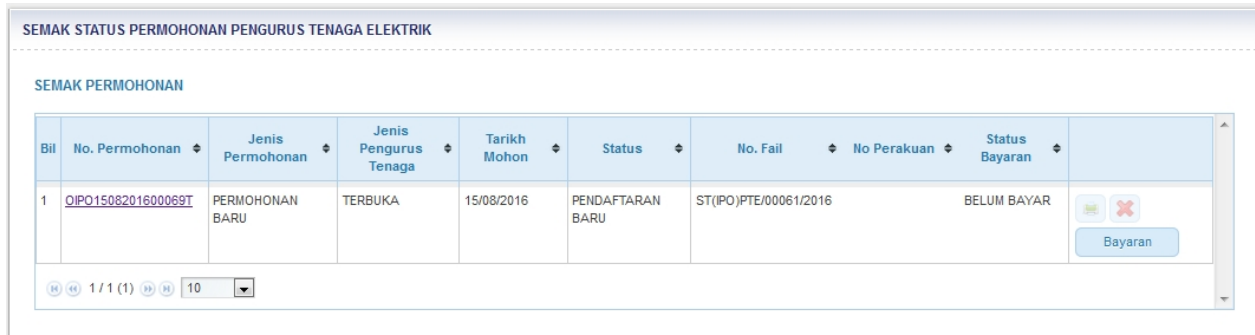 SEMAK STATUS PERMOHONAN PENGURUS TENAGA ELEKTRIK
SEMAK PERMOHONAN
Bil No. Permohonan Jenis Permohonan Jenis Pengurus Tenaga Tarikh Mohon Status No. Fail No Perakuan Status Bayaran
1 OIPO1508201600069T PERMOHONAN BARU TERBUKA 15/08/2016 PENDAFTARAN BARU ST(IPO)PTE/00061/2016 BELUM BAYAR
Bayaran
1 / 1 (1) 10